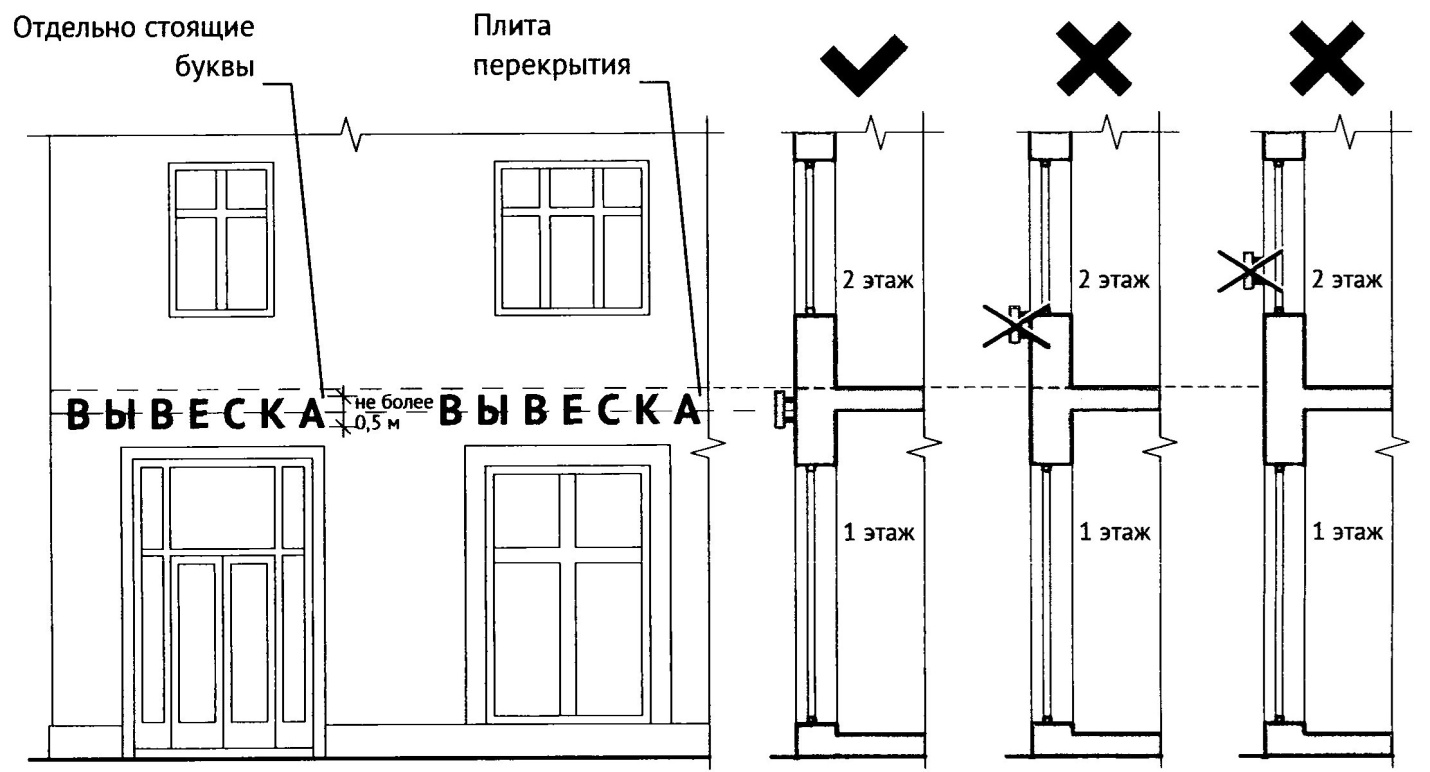 Отдельно стоящие
буквы
Плита
перекрытия
ВЫВЕСКА
не более
0,5 м
ВЫВЕСКА
2 этаж
2 этаж
2 этаж
1 этаж
1 этаж
1 этаж